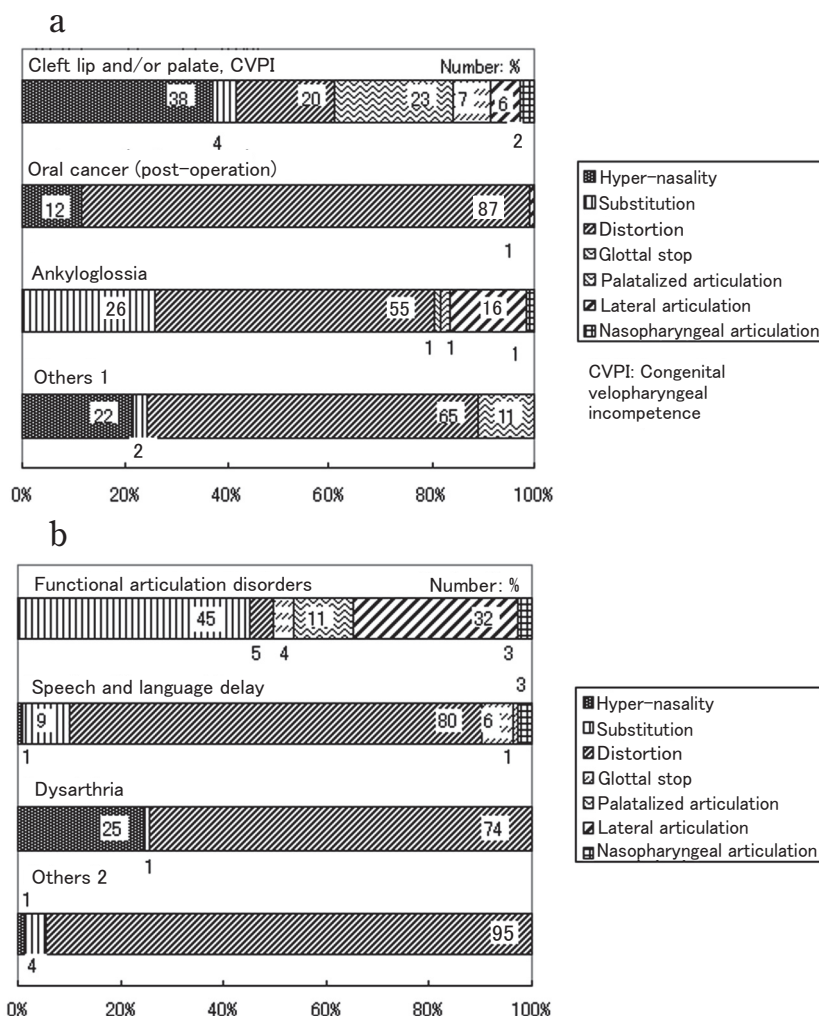 a
Cleft lip and/or palate, CVPI Number: %
38 20 23 7 6
4 2
Oral cancer (post-operation)
12 87
1
Ankyloglossia
26 55 16
1 1 1
Others 1
22 65 11
2
0% 20% 40% 60% 80% 100%
Hyper-nasality
Substitution
Distortion
Glottal stop
Palatalized articulation
Lateral articulation
Nasopharyngeal articulation
CVPI: Congenital
velopharyngeal
incompetence
b
Functional articulation disorders Number: %
45 11 32
5 4 3
Speech and language delay 3
9 80 6
1 1
Dysarthria
25 74
1
Others 2
1
95
4
0% 20% 40% 60% 80% 100%
Hyper-nasality
Substitution
Distortion
Glottal stop
Palatalized articulation
Lateral articulation
Nasopharyngeal articulation